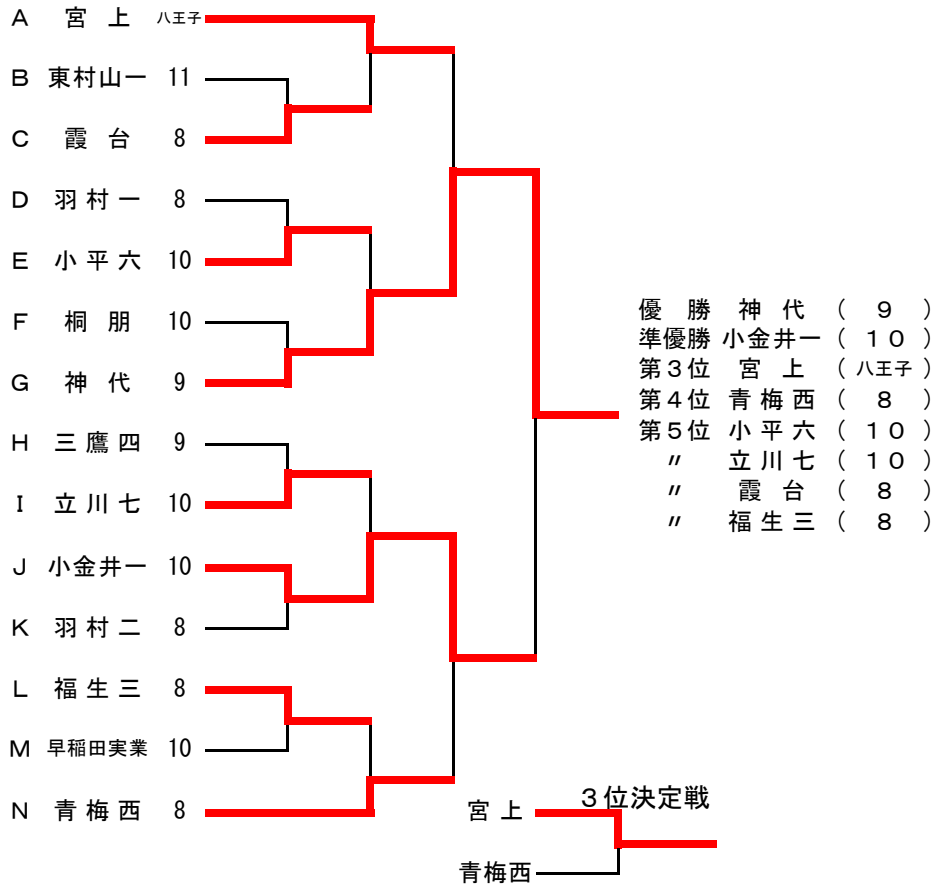 A 宮上 八王子
B 東村山一 11
C 霞台 8
D 羽村一 8
E 小平六 10
F 桐朋 10
G 神代 9
H 三鷹四 9
I 立川七 10
J 小金井一 10
K 羽村二 8
L 福生三 8
M 早稲田実業 10
N 青梅西 8
優勝 神代 ( 9 )
準優勝 小金井一 ( 10 )
第3位 宮上 ( 八王子 )
第4位 青梅西 ( 8 )
第5位 小平六 ( 10 )
〃 立川七 ( 10 )
〃 霞台 ( 8 )
〃 福生三 ( 8 )
3位決定戦
宮上
青梅西